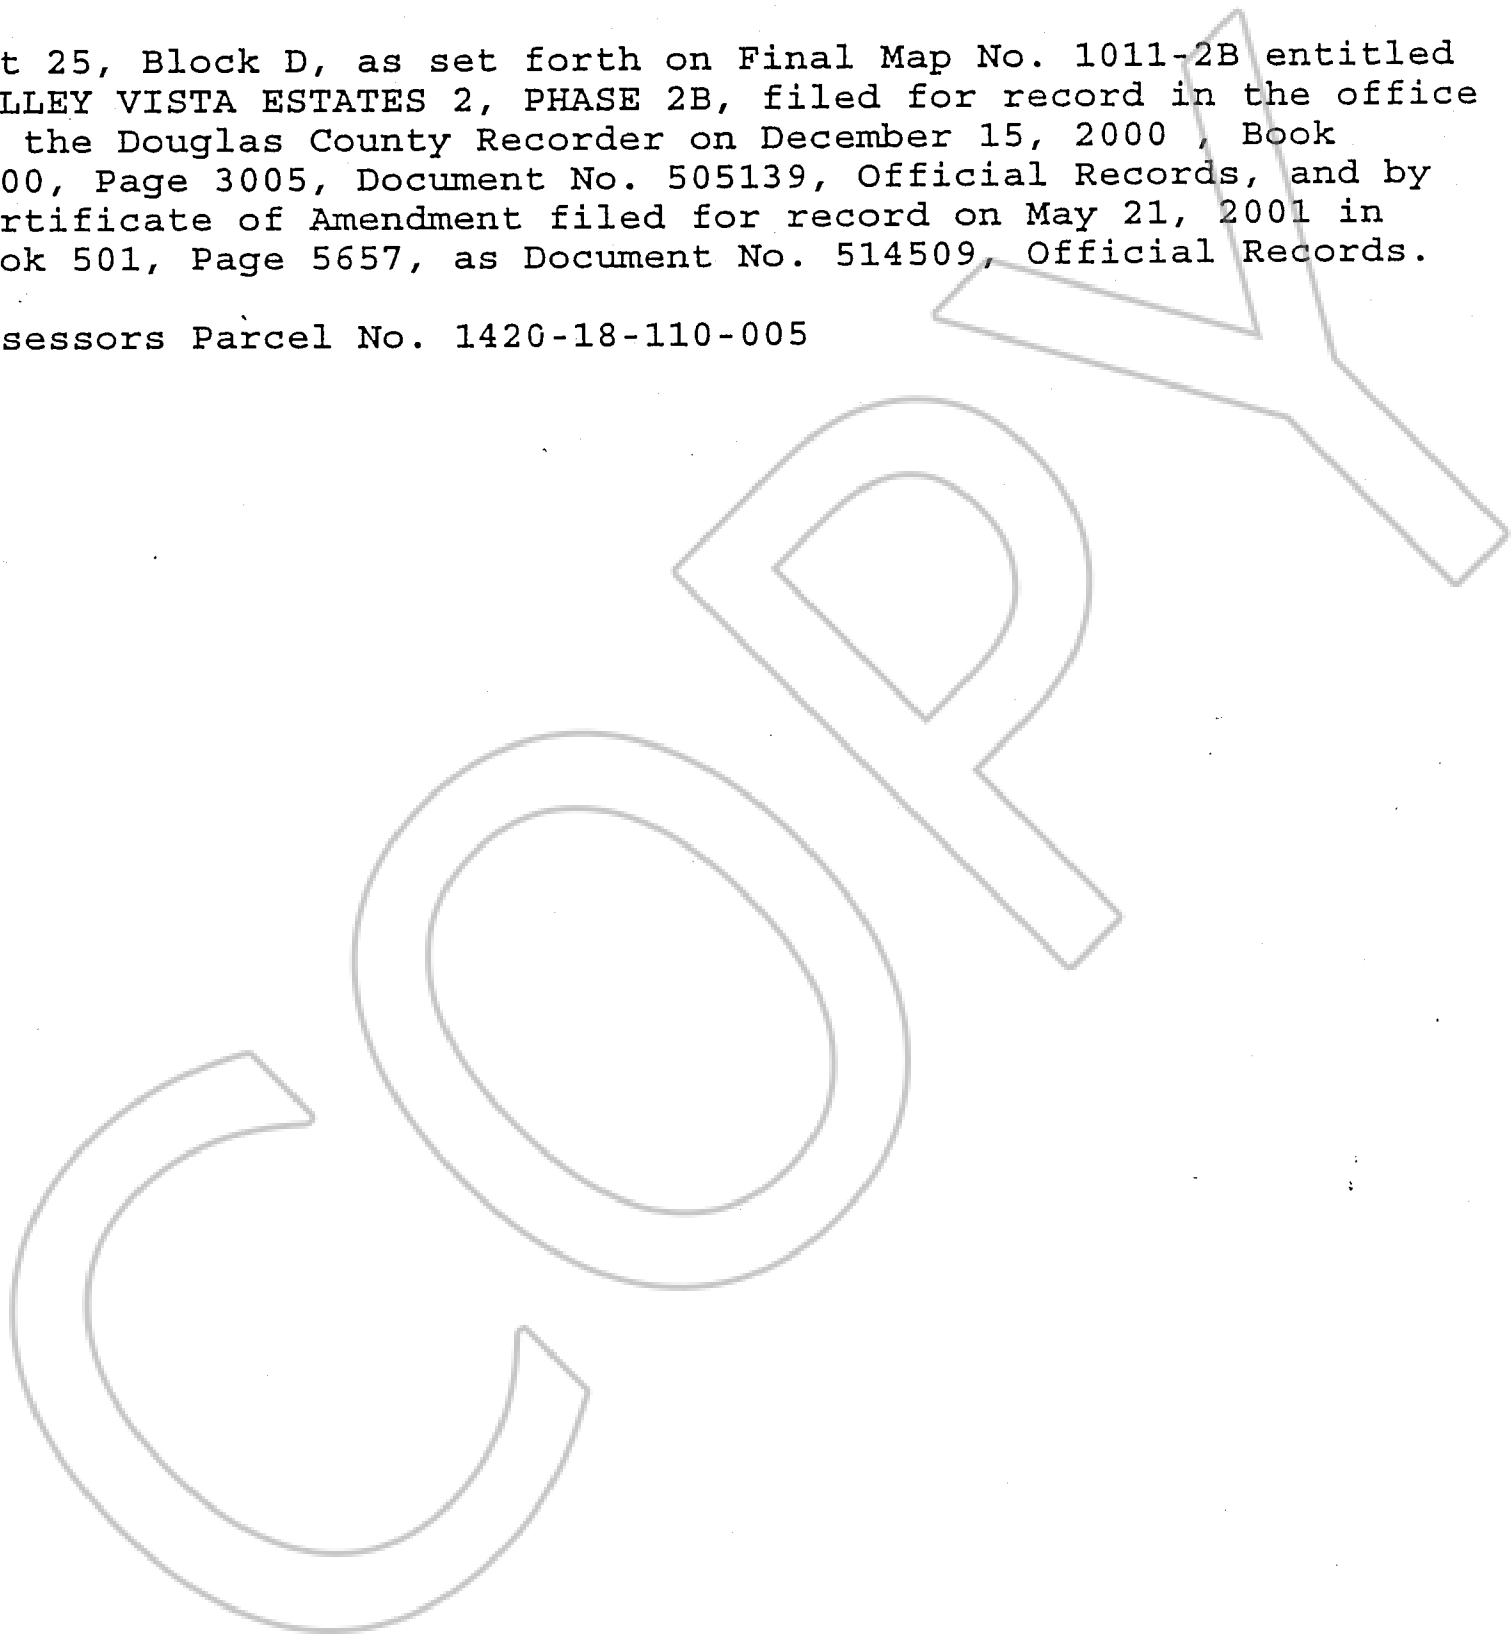 t 25, Block D, as set forth on Final Map No. 1011-2B entitled
LLEY VISTA ESTATES 2, PHASE 2B, filed for record in the office
the Douglas County Recorder on December 15, 2000 , Book
00, Page 3005, Document No. 505139, Official Records, and by
rtificate of Amendment filed for record on May 21, 2001 in
ok 501, Page 5657, as Document No. 514509, Official Records.
sessors Parcel No. 1420-18-110-005
COPY